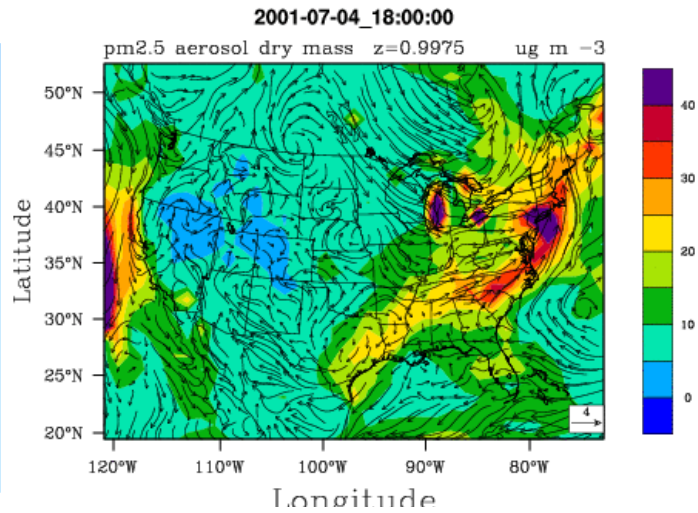 2001-07-04_18:00:00
pm2.5 aerosol dry mass z=0.9975 ug m -3
50°N
45°N
40°N
35°N
30°N
25°N
20°N
Latitude
120°W 110°W 100°W 90°W 80°W
Longitude
4
40
30
20
10
0